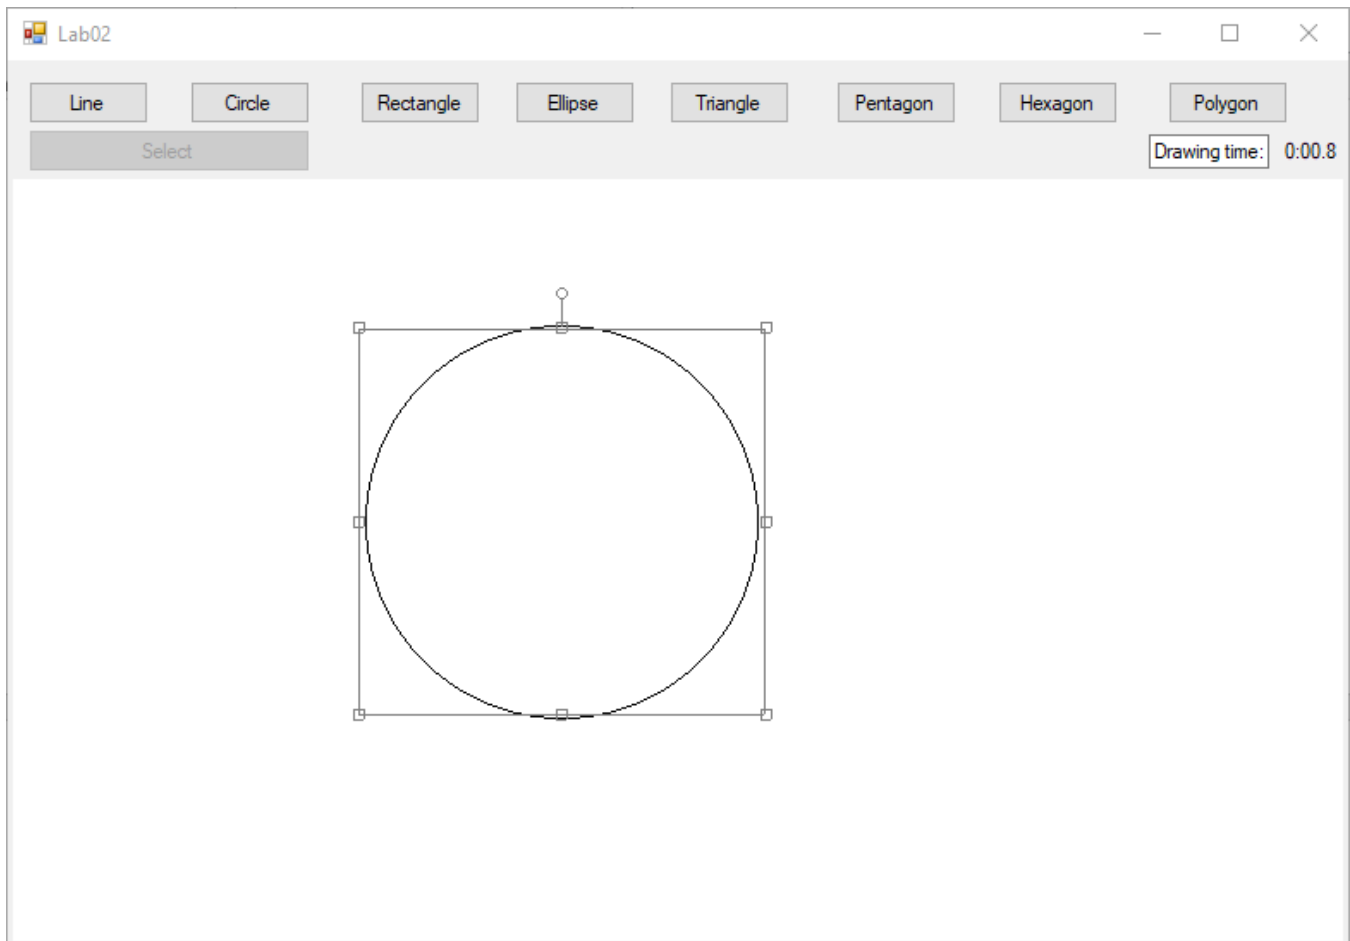 Lab02
Line Circle Rectangle Ellipse Triangle Pentagon Hexagon Polygon
Select Drawing time: 0:00.8